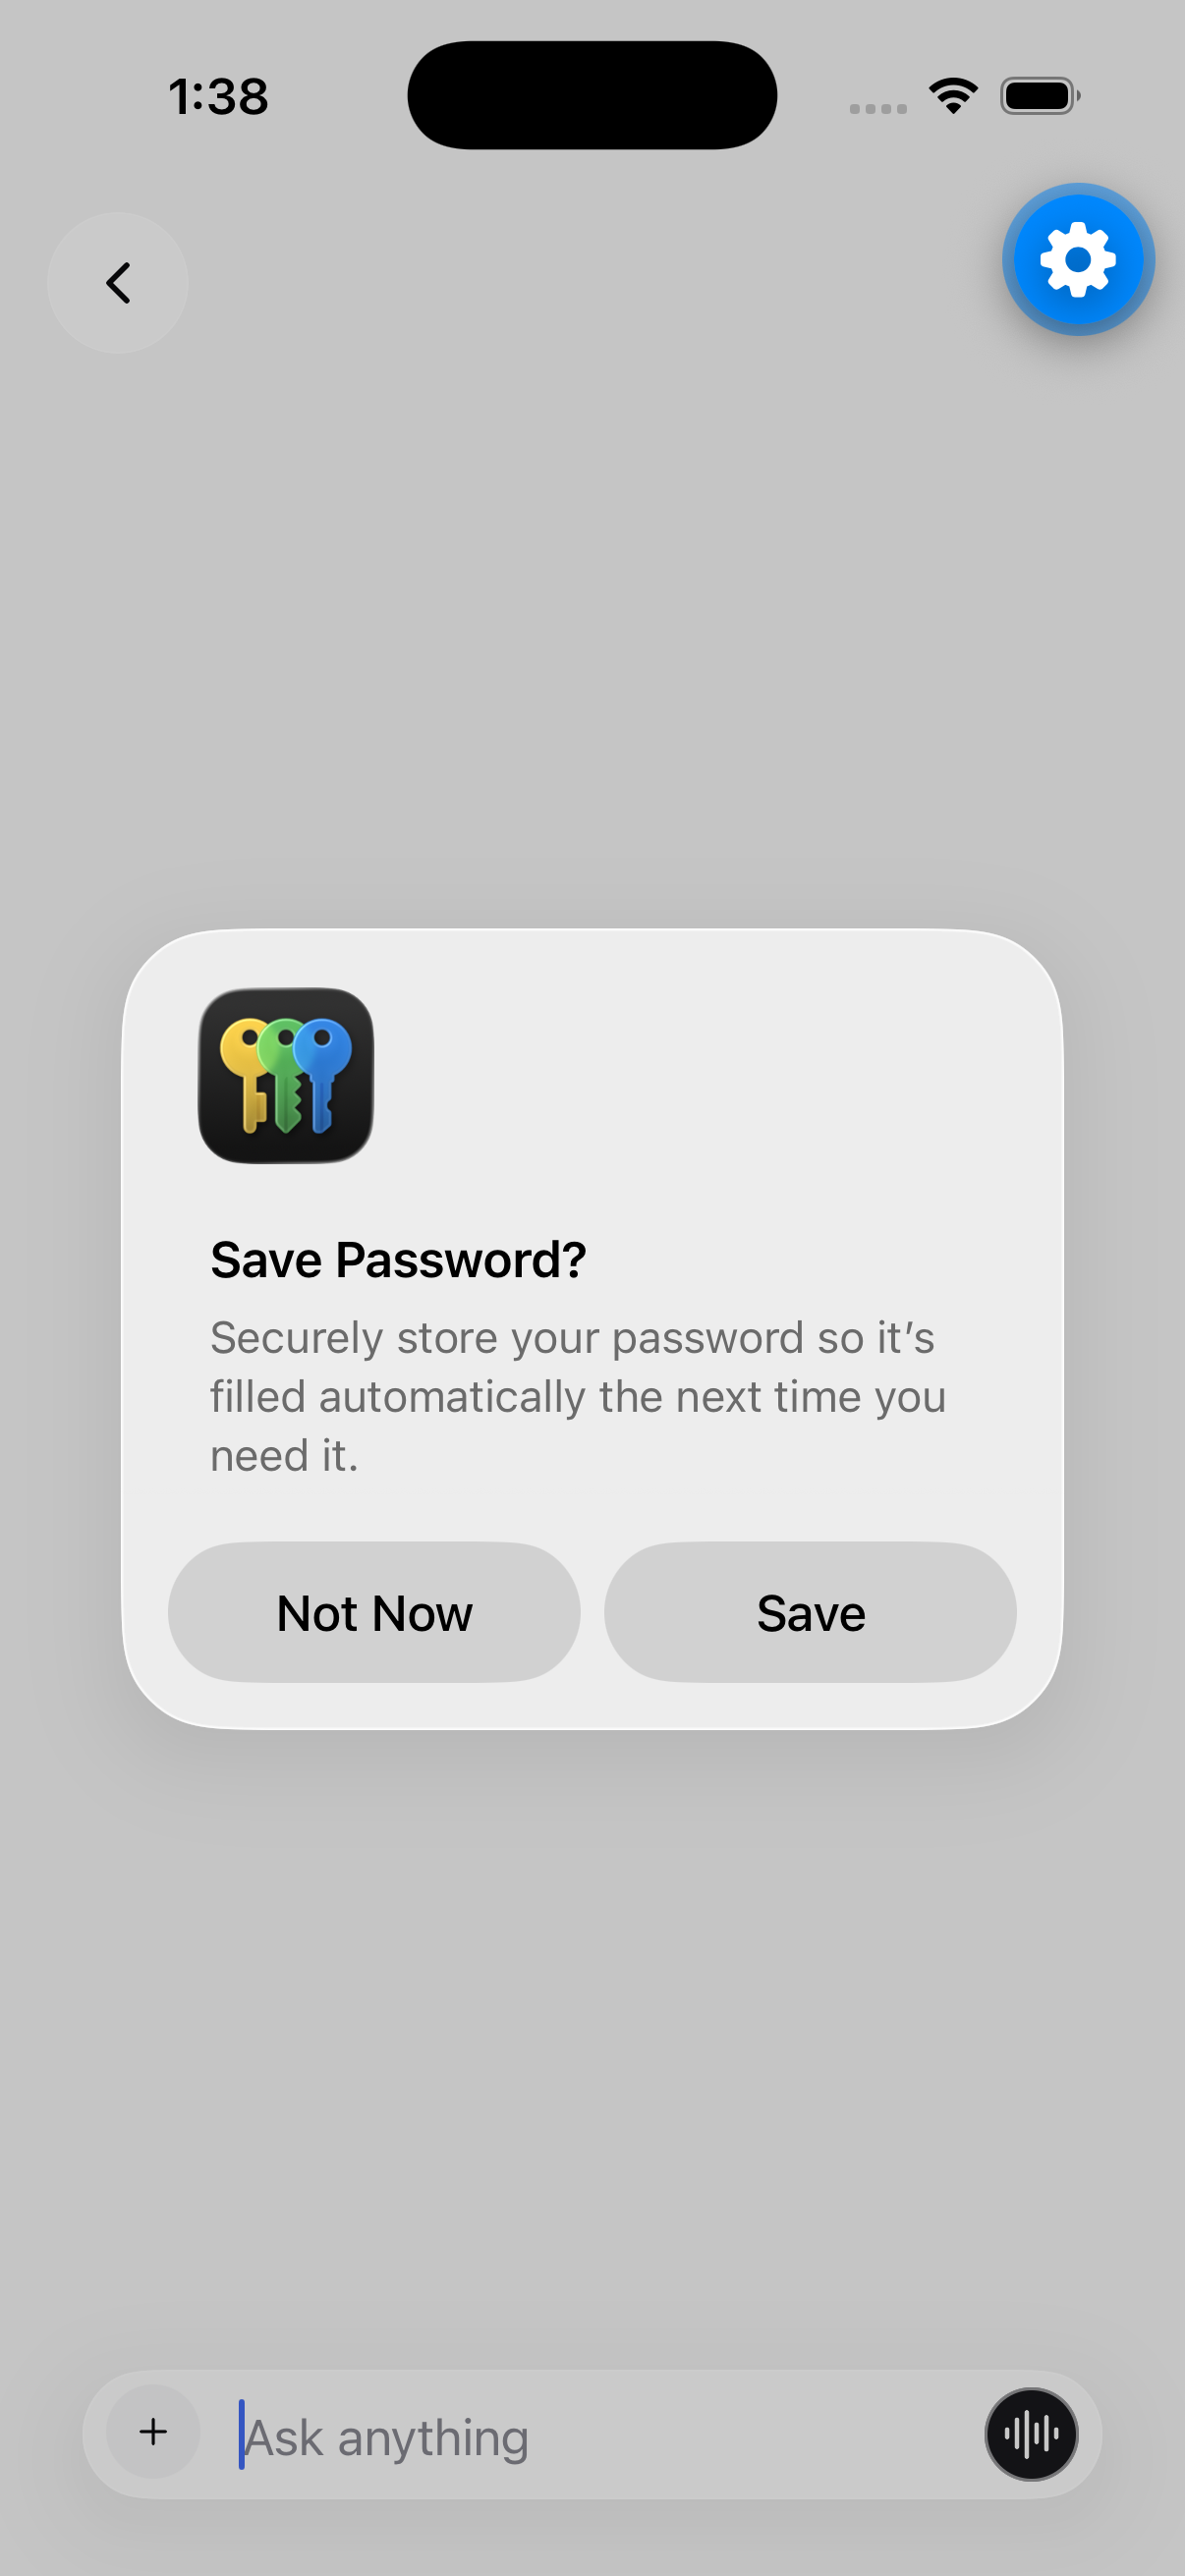 1:38
Save Password?
Securely store your password so it’s
filled automatically the next time you
need it.
Not Now
Save
Ask anything